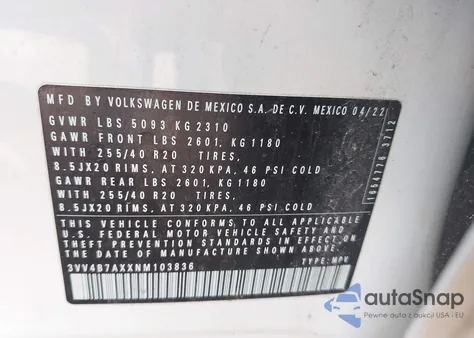 MFD BY VOLKSWAGEN DE MEXICO S.A. DE C.V. MEXICO 04/22
GVWR LBS 5093 KG 2310
GAWR FRONT LBS 2601, KG 1180
WITH 255/40 R20 TIRES,
8.5JX20 RIMS, AT 320 KPA, 46 PSI COLD
GAWR REAR LBS 2601, KG 1180
WITH 255/40 R20 TIRES,
8.5JX20 RIMS, AT 320 KPA, 46 PSI COLD
THIS VEHICLE CONFORMS TO ALL APPLICABLE
U.S. FEDERAL MOTOR VEHICLE SAFETY AND
THEFT PREVENTION STANDARDS IN EFFECT ON
THE DATE OF MANUFACTURE SHOWN ABOVE.
3VV4B7AXXNM103836 TYPE: MPV
3712
autoSnap
Pewne auta z aukcji USA i EU